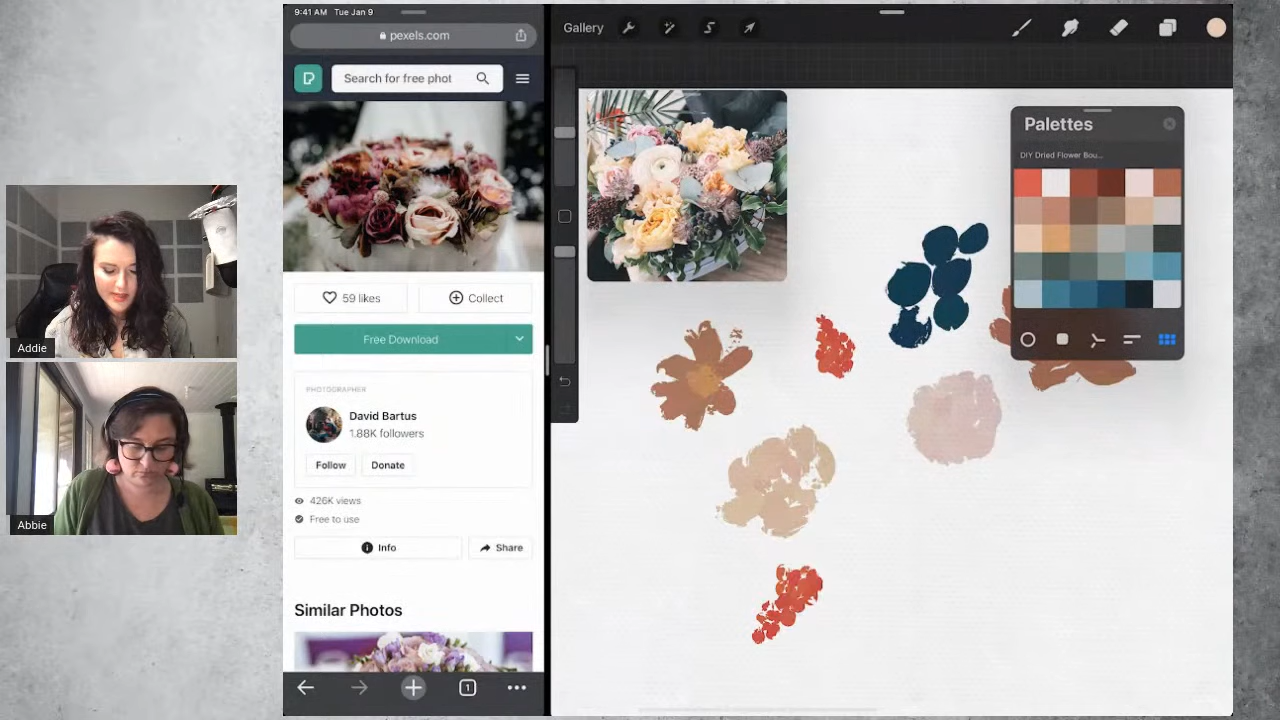 9:41 AM Tue Jan 9
pexels.com
Search for free phot
59 likes
Collect
Free Download
PHOTOGRAPHER
David Bartus
1.88K followers
Follow
Donate
426K views
Free to use
Info
Share
Similar Photos
1
Gallery
Palettes
DIY Dried Flower Bou...
Addie
Abbie